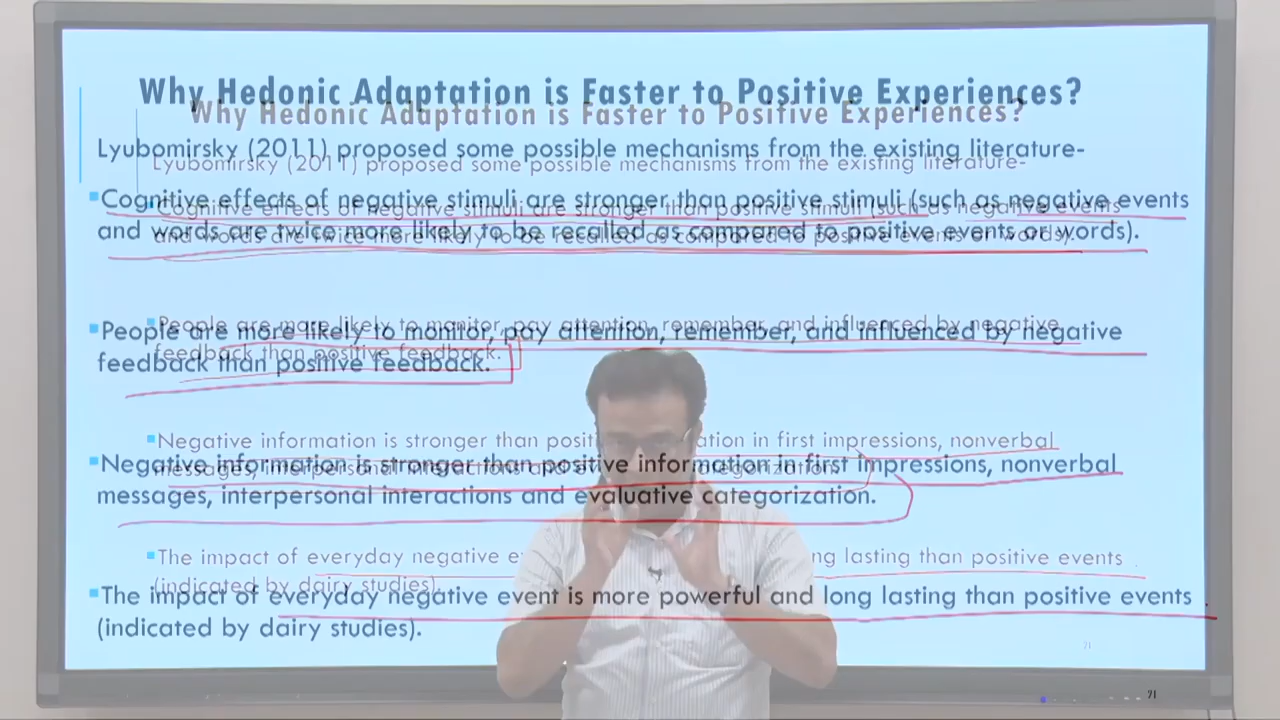 Why Hedonic Adaptation is Faster to Positive Experiences?
Lyubomirsky (2011) proposed some possible mechanisms from the existing literature-
▪Cognitive effects of negative stimuli are stronger than positive stimuli (such as negative events
and words are twice more likely to be recalled as compared to positive events or words).
▪People are more likely to monitor, pay attention, remember, and influenced by negative
feedback than positive feedback.
▪Negative information is stronger than positive information in first impressions, nonverbal
messages, interpersonal interactions and evaluative categorization.
▪The impact of everyday negative event is more powerful and long lasting than positive events
(indicated by dairy studies).
21